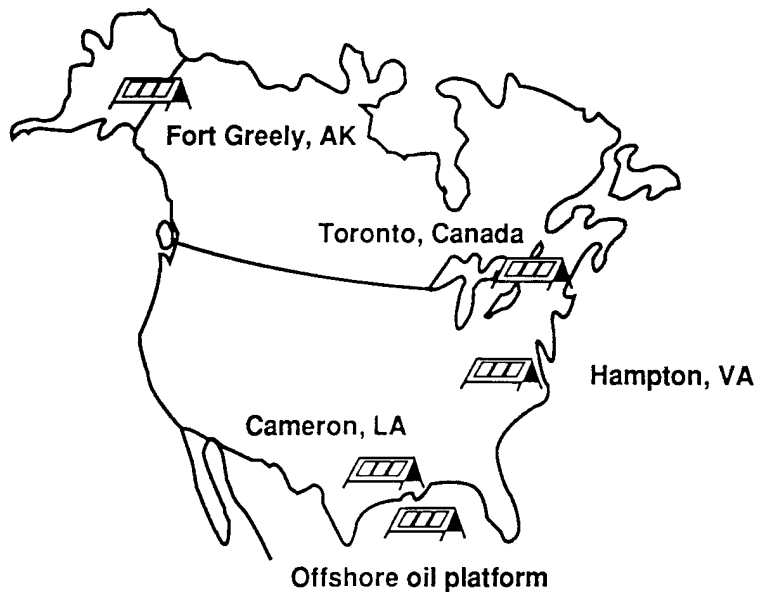 Fort Greely, AK
Toronto, Canada
Hampton, VA
Cameron, LA
Offshore oil platform